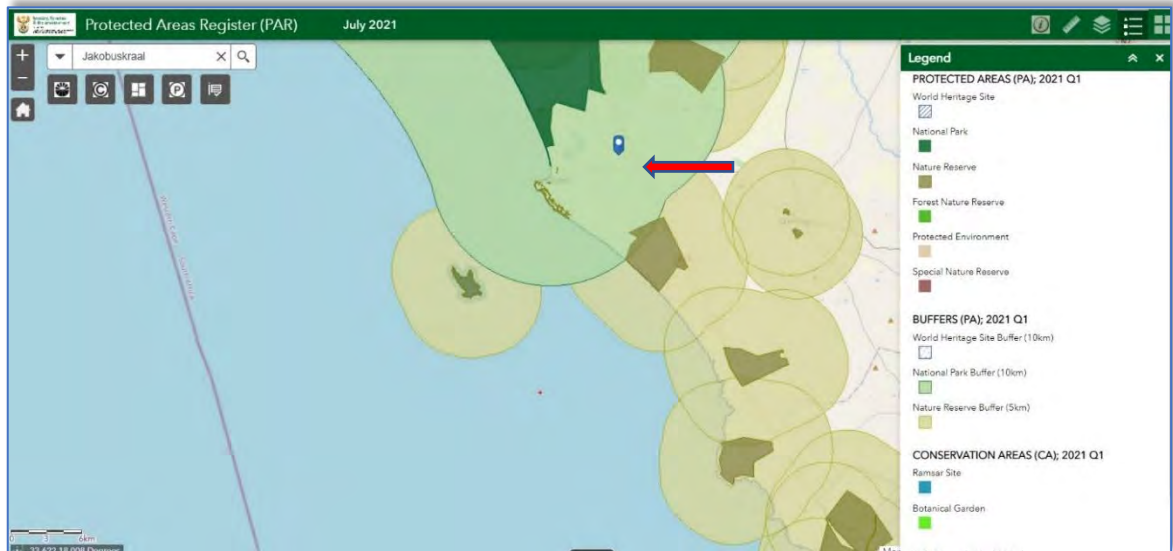 Protected Areas Register (PAR)
July 2021
Jakobuskraal
Legend
PROTECTED AREAS (PA); 2021 Q1
World Heritage Site
National Park
Nature Reserve
Forest Nature Reserve
Protected Environment
Special Nature Reserve
BUFFERS (PA); 2021 Q1
World Heritage Site Buffer (10km)
National Park Buffer (10km)
Nature Reserve Buffer (5km)
CONSERVATION AREAS (CA); 2021 Q1
Ramsar Site
Botanical Garden
0 3 6km